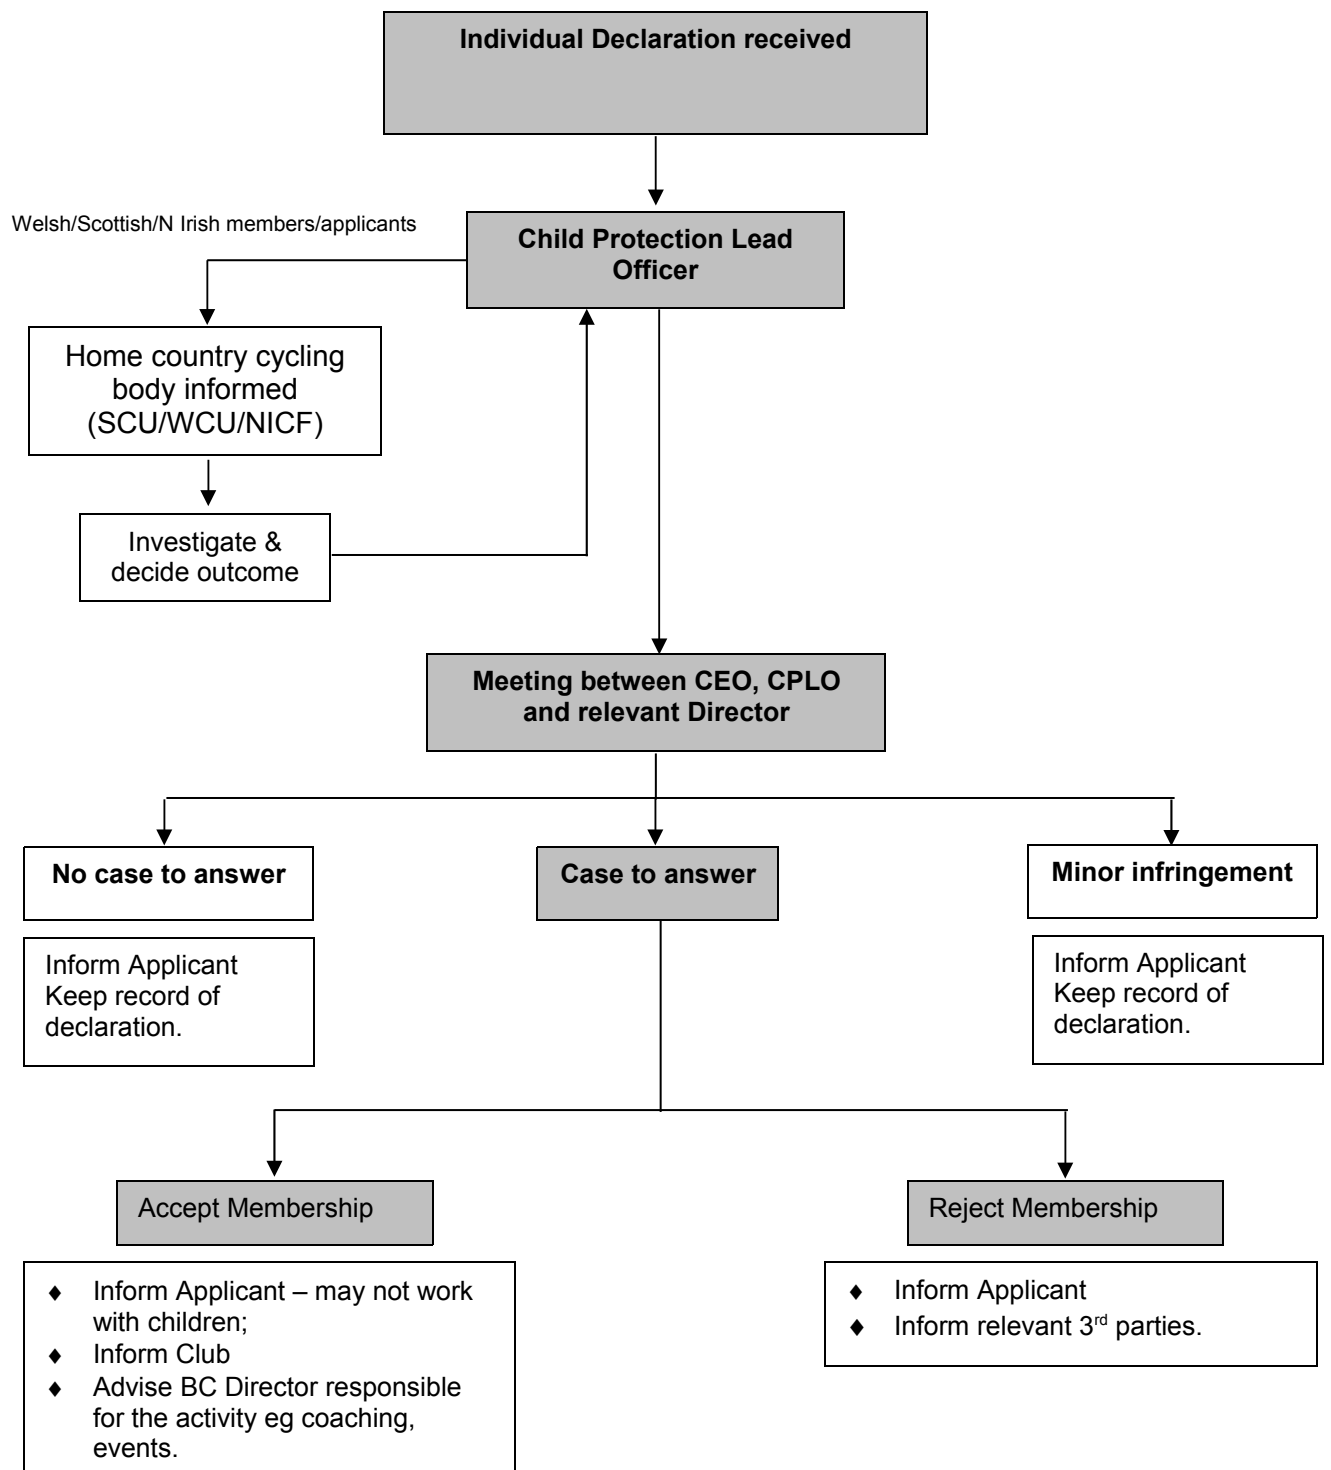 Individual Declaration received
Welsh/Scottish/N Irish members/applicants
Child Protection Lead
Officer
Home country cycling
body informed
(SCU/WCU/NICF)
Investigate &
decide outcome
Meeting between CEO, CPLO
and relevant Director
No case to answer
Case to answer
Minor infringement
Inform Applicant
Keep record of
declaration.
Inform Applicant
Keep record of
declaration.
Accept Membership
Reject Membership
♦ Inform Applicant – may not work
with children;
♦ Inform Club
♦ Advise BC Director responsible
for the activity eg coaching,
events.
♦ Inform Applicant
♦ Inform relevant 3rd parties.